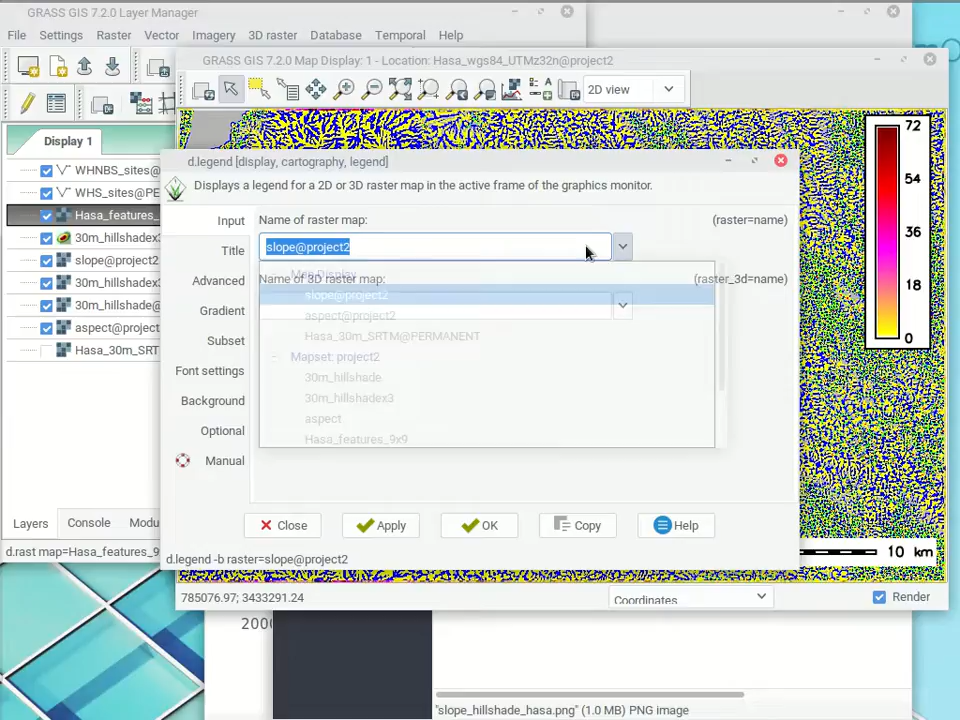 GRASS GIS 7.2.0 Layer Manager
File Settings Raster Vector Imagery 3D raster Database Temporal Help
GRASS GIS 7.2.0 Map Display: 1 - Location: Hasa_wgs84_UTMz32n@project2
2D view
Display 1
WHNBS_sites@
WHS_sites@PE
Hasa_features_
30m_hillshadex3
slope@project2
30m_hillshadex
30m_hillshade@
aspect@project
Hasa_30m_SRT
Layers Console Modu
d.rast map=Hasa_features_9
d.legend [display, cartography, legend]
Displays a legend for a 2D or 3D raster map in the active frame of the graphics monitor.
Input
Title
Advanced
Gradient
Subset
Font settings
Background
Optional
Manual
Name of raster map: (raster=name)
slope@project2
Name of 3D raster map: (raster_3d=name)
Map Display
slope@project2
aspect@project2
Hasa_30m_SRTM@PERMANENT
Mapset: project2
30m_hillshade
30m_hillshadex3
aspect
Hasa_features_9x9
Close Apply OK Copy Help
d.legend -b raster=slope@project2
72
54
36
18
0
10 km
785076.97; 3433291.24
Coordinates
Render
2000
"slope_hillshade_hasa.png" (1.0 MB) PNG image